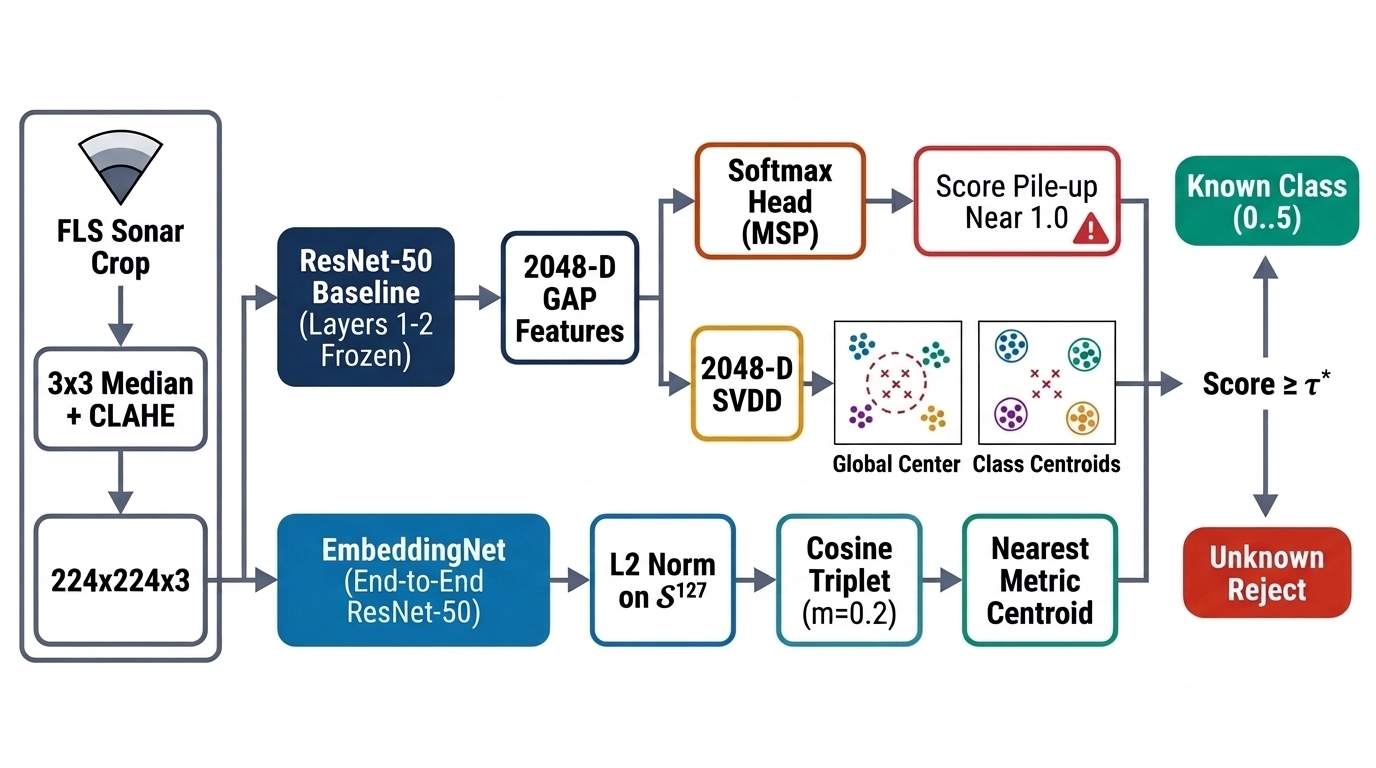 FLS Sonar
Crop
3x3 Median
+ CLAHE
224x224x3
ResNet-50
Baseline
(Layers 1-2
Frozen)
2048-D
GAP
Features
Softmax
Head
(MSP)
Score Pile-up
Near 1.0
2048-D
SVDD
Global Center
Class Centroids
EmbeddingNet
(End-to-End
ResNet-50)
L2 Norm
on 𝒮¹²⁷
Cosine
Triplet
(m=0.2)
Nearest
Metric
Centroid
Known Class
(0..5)
Score ≥ τ*
Unknown
Reject